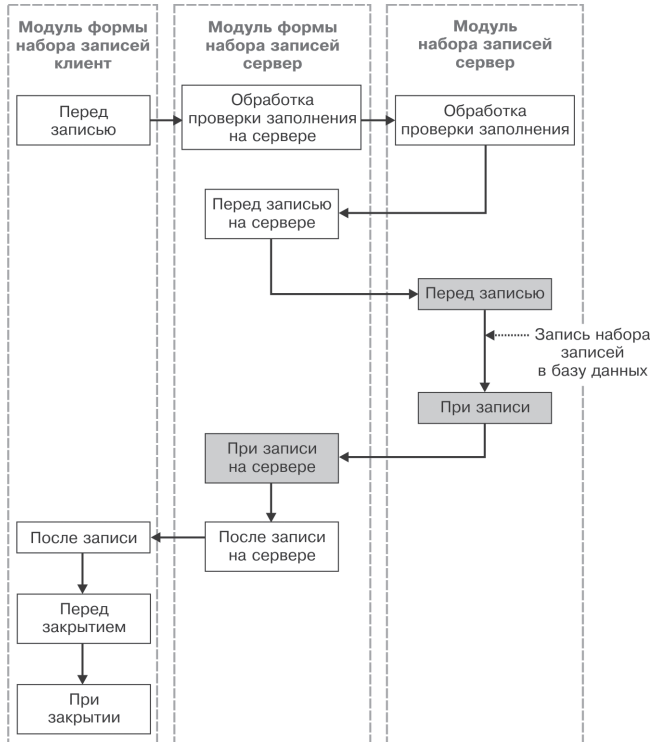 Модуль формы
набора записей
клиент
Модуль формы
набора записей
сервер
Модуль
набора записей
сервер
Перед
записью
Обработка
проверки заполнения
на сервере
Обработка
проверки заполнения
Перед записью
на сервере
Перед записью
Запись набора
записей
в базу данных
При записи
При записи
на сервере
После записи
на сервере
После записи
Перед
закрытием
При
закрытии